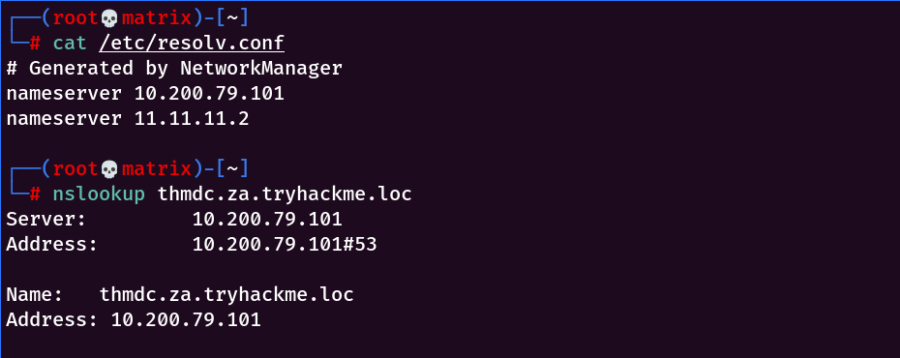 ┌──(root💀matrix)-[~]
└─# cat /etc/resolv.conf
# Generated by NetworkManager
nameserver 10.200.79.101
nameserver 11.11.11.2
┌──(root💀matrix)-[~]
└─# nslookup thmdc.za.tryhackme.loc
Server:         10.200.79.101
Address:        10.200.79.101#53
Name:   thmdc.za.tryhackme.loc
Address: 10.200.79.101